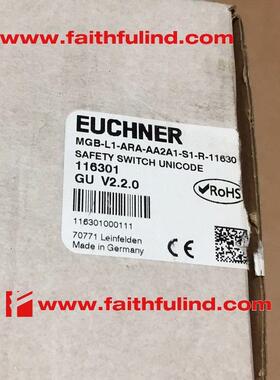 www.faithfulind.com
EUCHNER
MGB-L1-ARA-AA2A1-S1-R-11630
SAFETY SWITCH UNICODE
116301
GU V2.2.0
RoHS
116301000111
70771 Leinfelden
Made in Germany
www.faithfulind.com